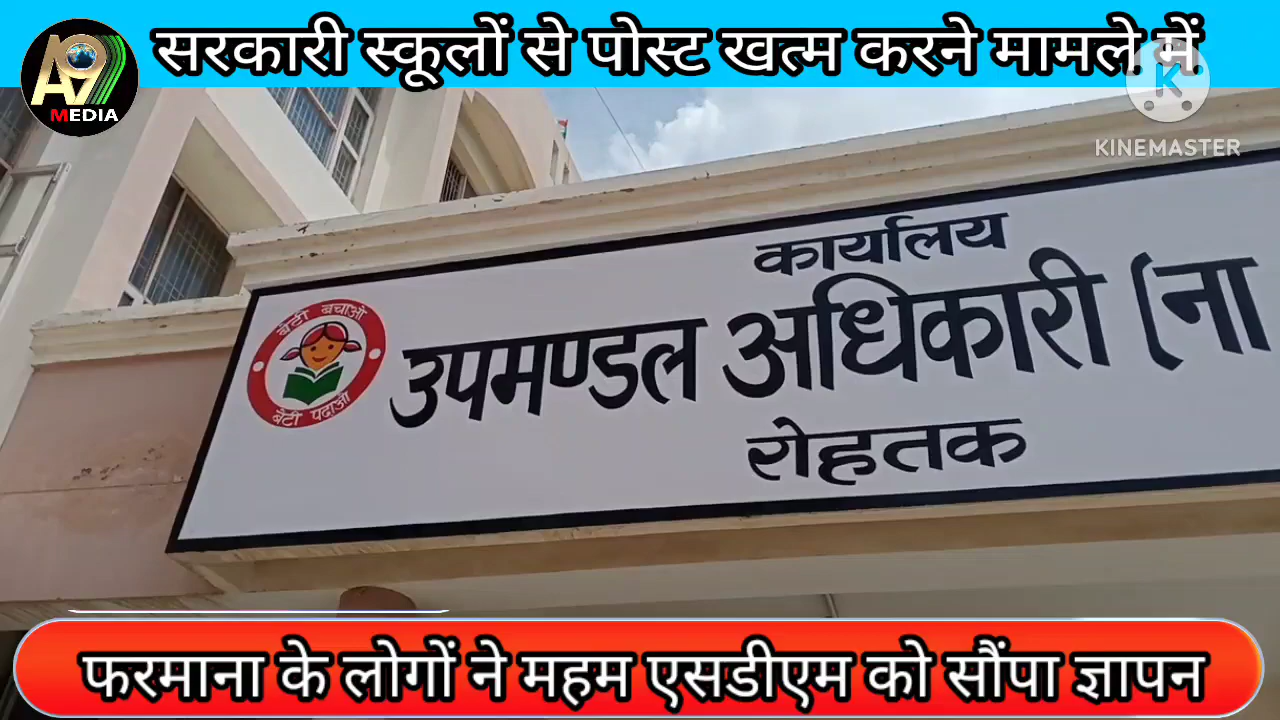 सरकारी स्कूलों से पोस्ट खत्म करने मामले में
A9
MEDIA
K
KINEMASTER
कार्यालय
बेटी बचाओ
उपमण्डल अधिकारी (ना
बेटी पढाओ
रोहतक
फरमाना के लोगों ने महम एसडीएम को सौंपा ज्ञापन